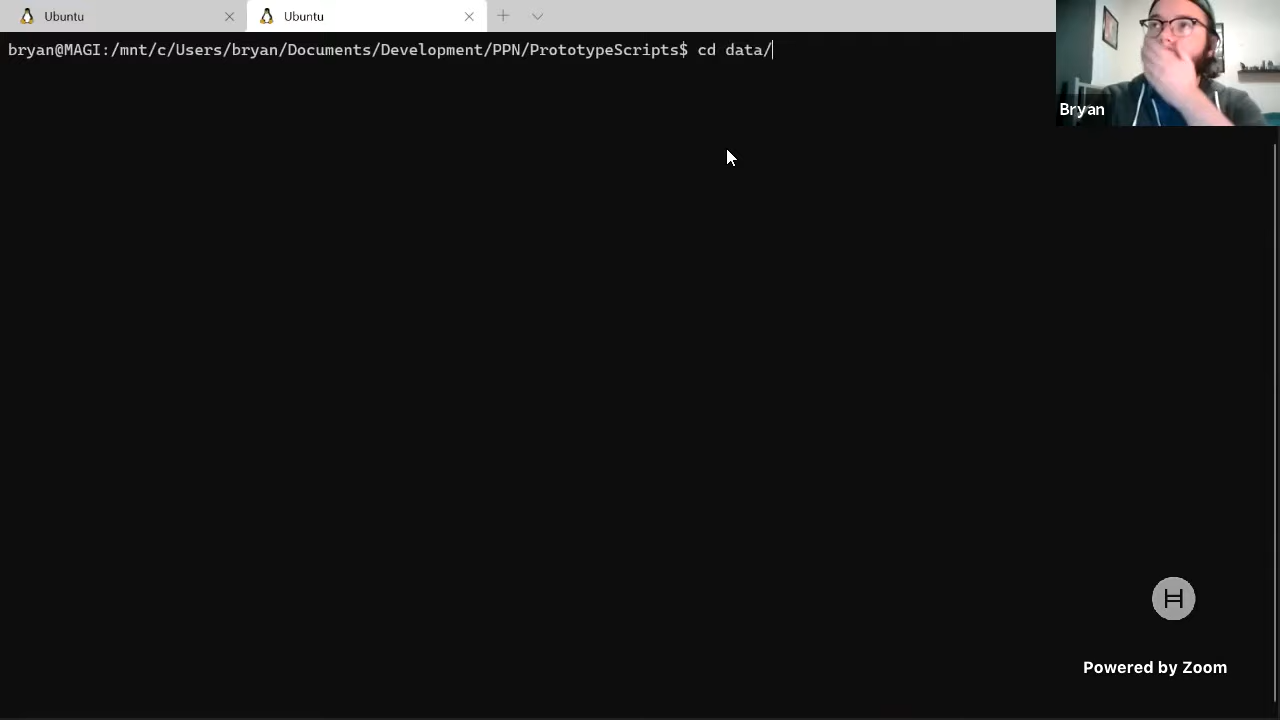 Ubuntu
Ubuntu
bryan@MAGI:/mnt/c/Users/bryan/Documents/Development/PPN/PrototypeScripts$ cd data/
Bryan
Powered by Zoom